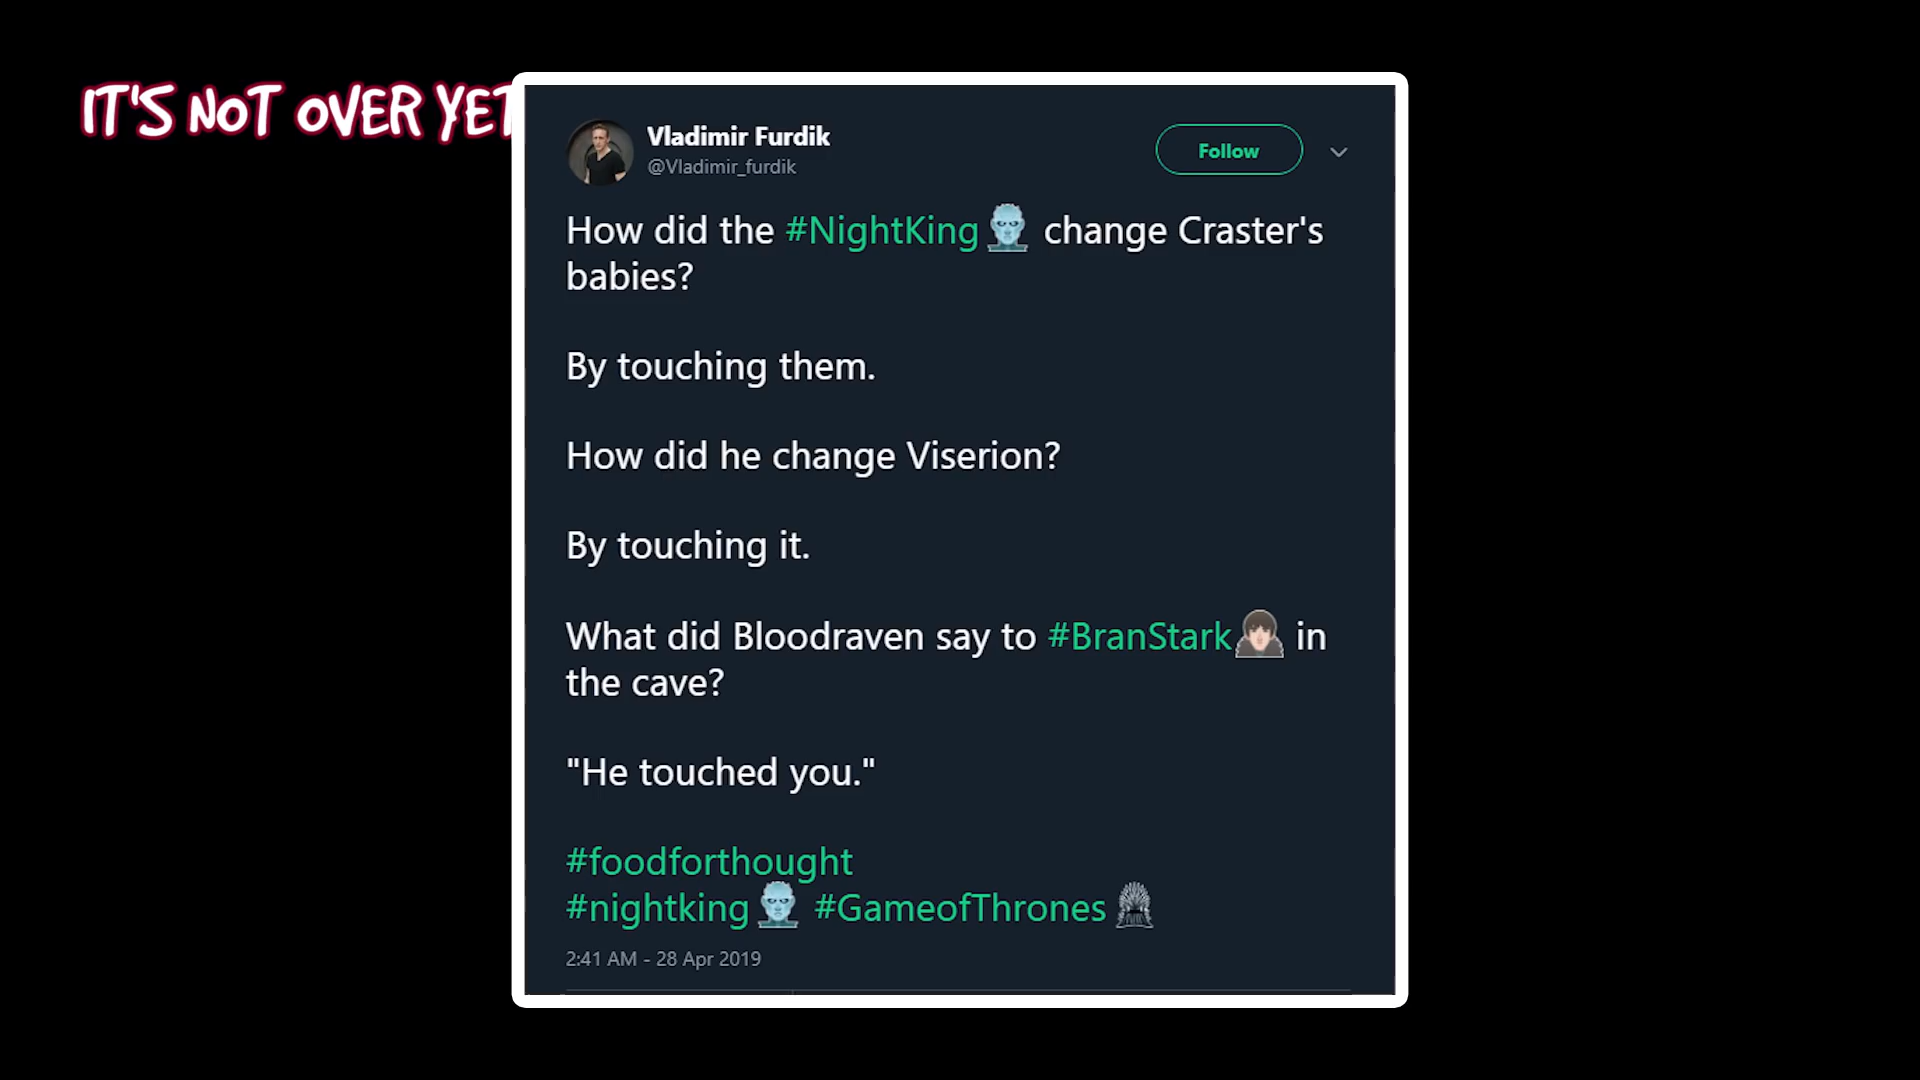 IT'S NOT OVER YET
Vladimir Furdik
@Vladimir_furdik
Follow
How did the #NightKing change Craster's
babies?
By touching them.
How did he change Viserion?
By touching it.
What did Bloodraven say to #BranStark in
the cave?
"He touched you."
#foodforthought
#nightking #GameofThrones
2:41 AM - 28 Apr 2019